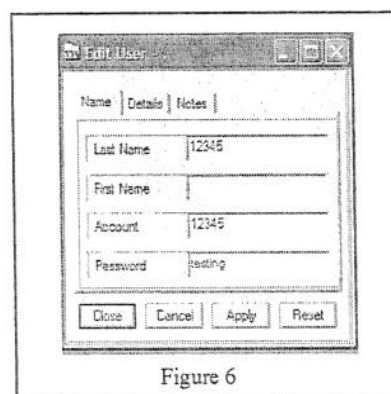 Edit User
Name Details Notes
Last Name 12345
First Name
Account 12345
Password testing
Close Cancel Apply Reset
Figure 6